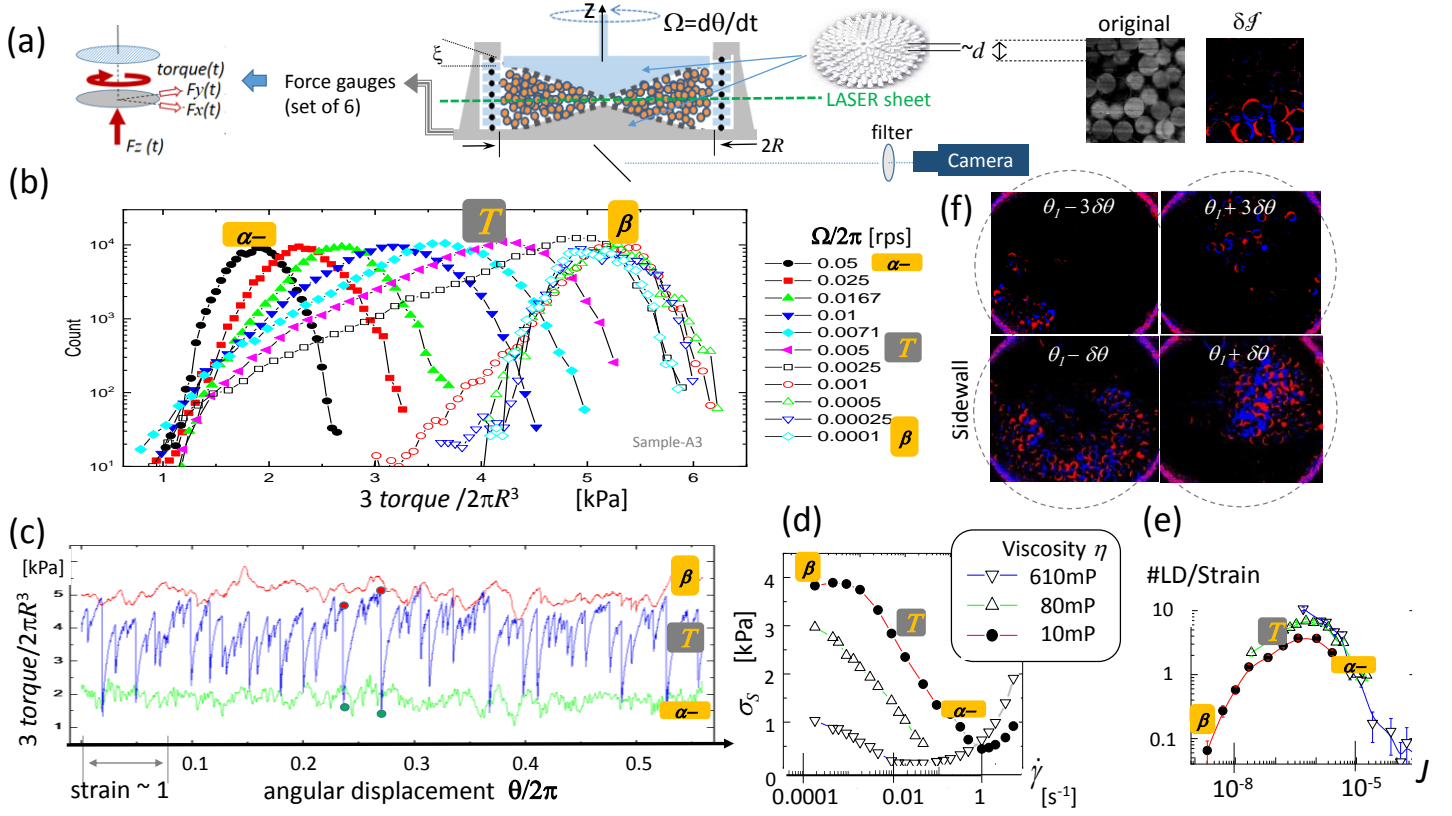 (a)
torque(t)
Fy(t)
Fx(t)
Fz (t)
Force gauges
(set of 6)
ξ
z
Ω=dθ/dt
~d
LASER sheet
2R
filter
Camera
original
δ𝓘
(b)
α−
T
β
Count
10⁴
10³
10²
10¹
1
2
3
4
5
6
Sample-A3
3 torque /2πR³ [kPa]
Ω/2π [rps]
0.05 α−
0.025
0.0167
0.01
0.0071
0.005 T
0.0025
0.001
0.0005
0.00025
0.0001 β
(f)
θ₁ − 3δθ
θ₁ + 3δθ
θ₁ − δθ
θ₁ + δθ
Sidewall
(c)
[kPa]
3 torque /2πR³
5
4
3
2
1
β
T
α−
0.1
0.2
0.3
0.4
0.5
strain ~ 1
angular displacement θ/2π
(d)
σS [kPa]
4
3
2
1
0
β
T
α−
Viscosity η
610mP
80mP
10mP
0.0001
0.01
1
γ̇
[s⁻¹]
(e)
#LD/Strain
10
1
0.1
T
α−
β
10⁻⁸
10⁻⁵
J